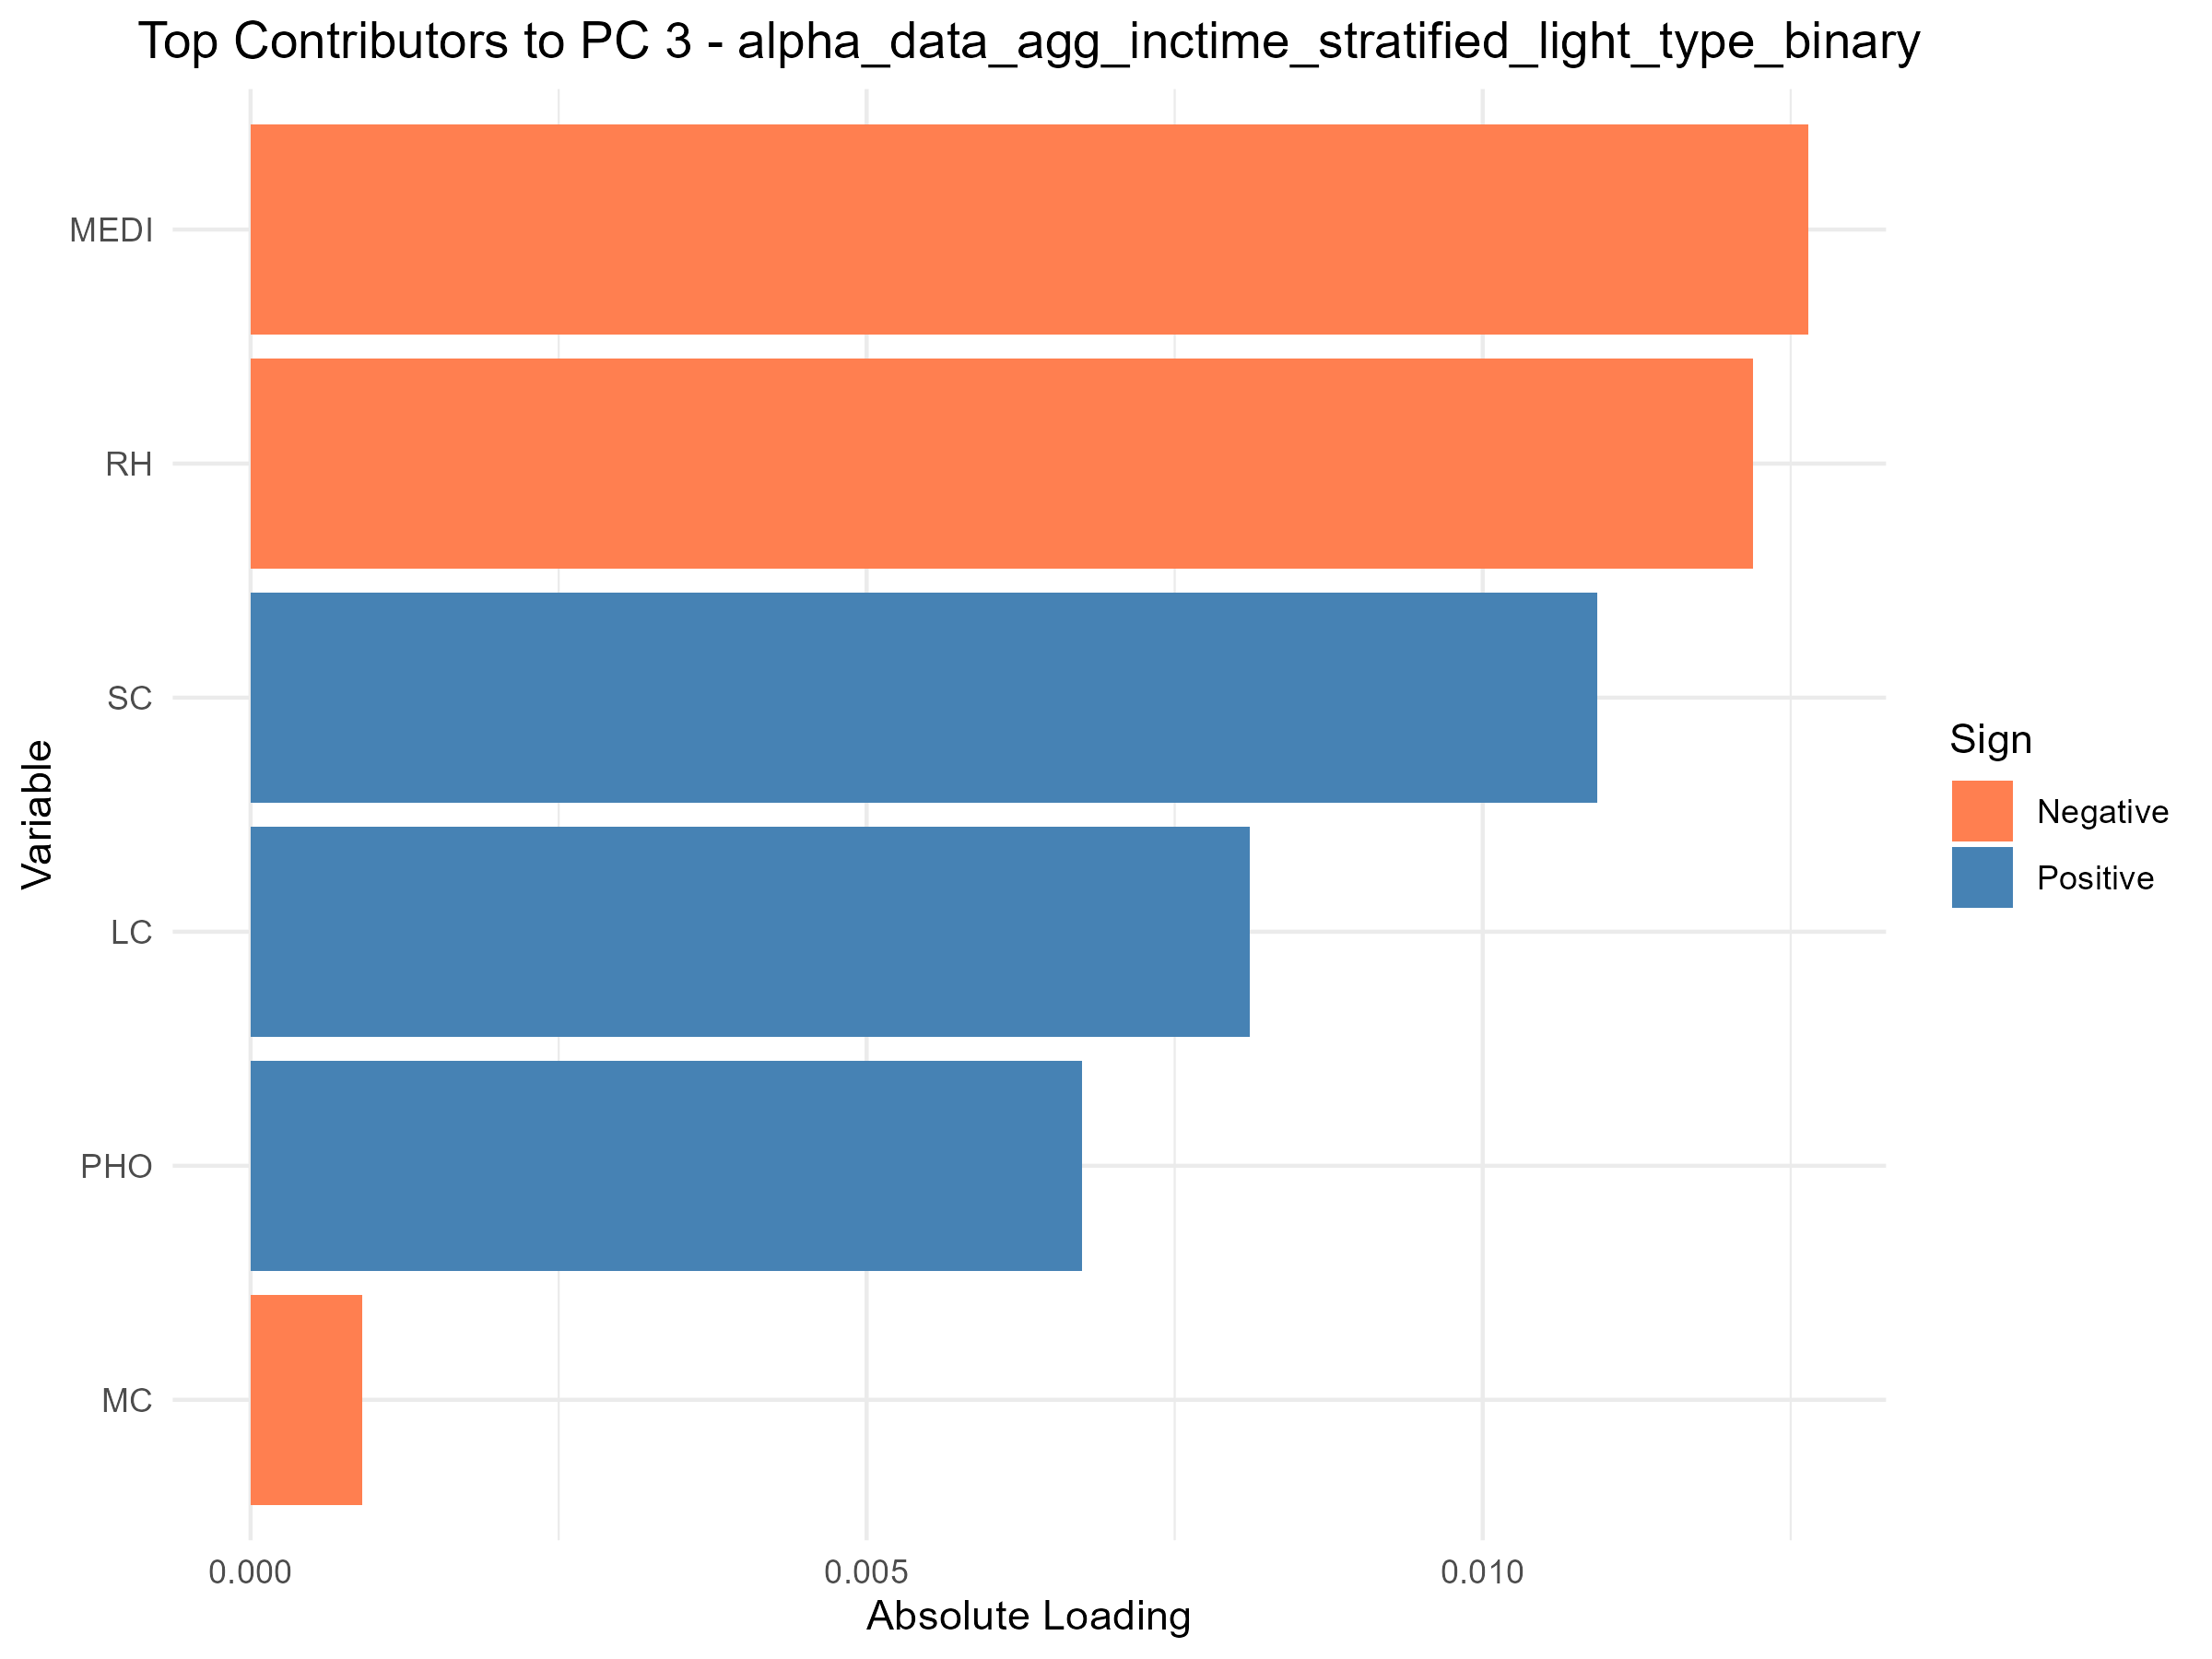 Top Contributors to PC 3 - alpha_data_agg_inctime_stratified_light_type_binary
MEDI
RH
SC
LC
PHO
MC
Variable
0.000
0.005
0.010
Absolute Loading
Sign
Negative
Positive